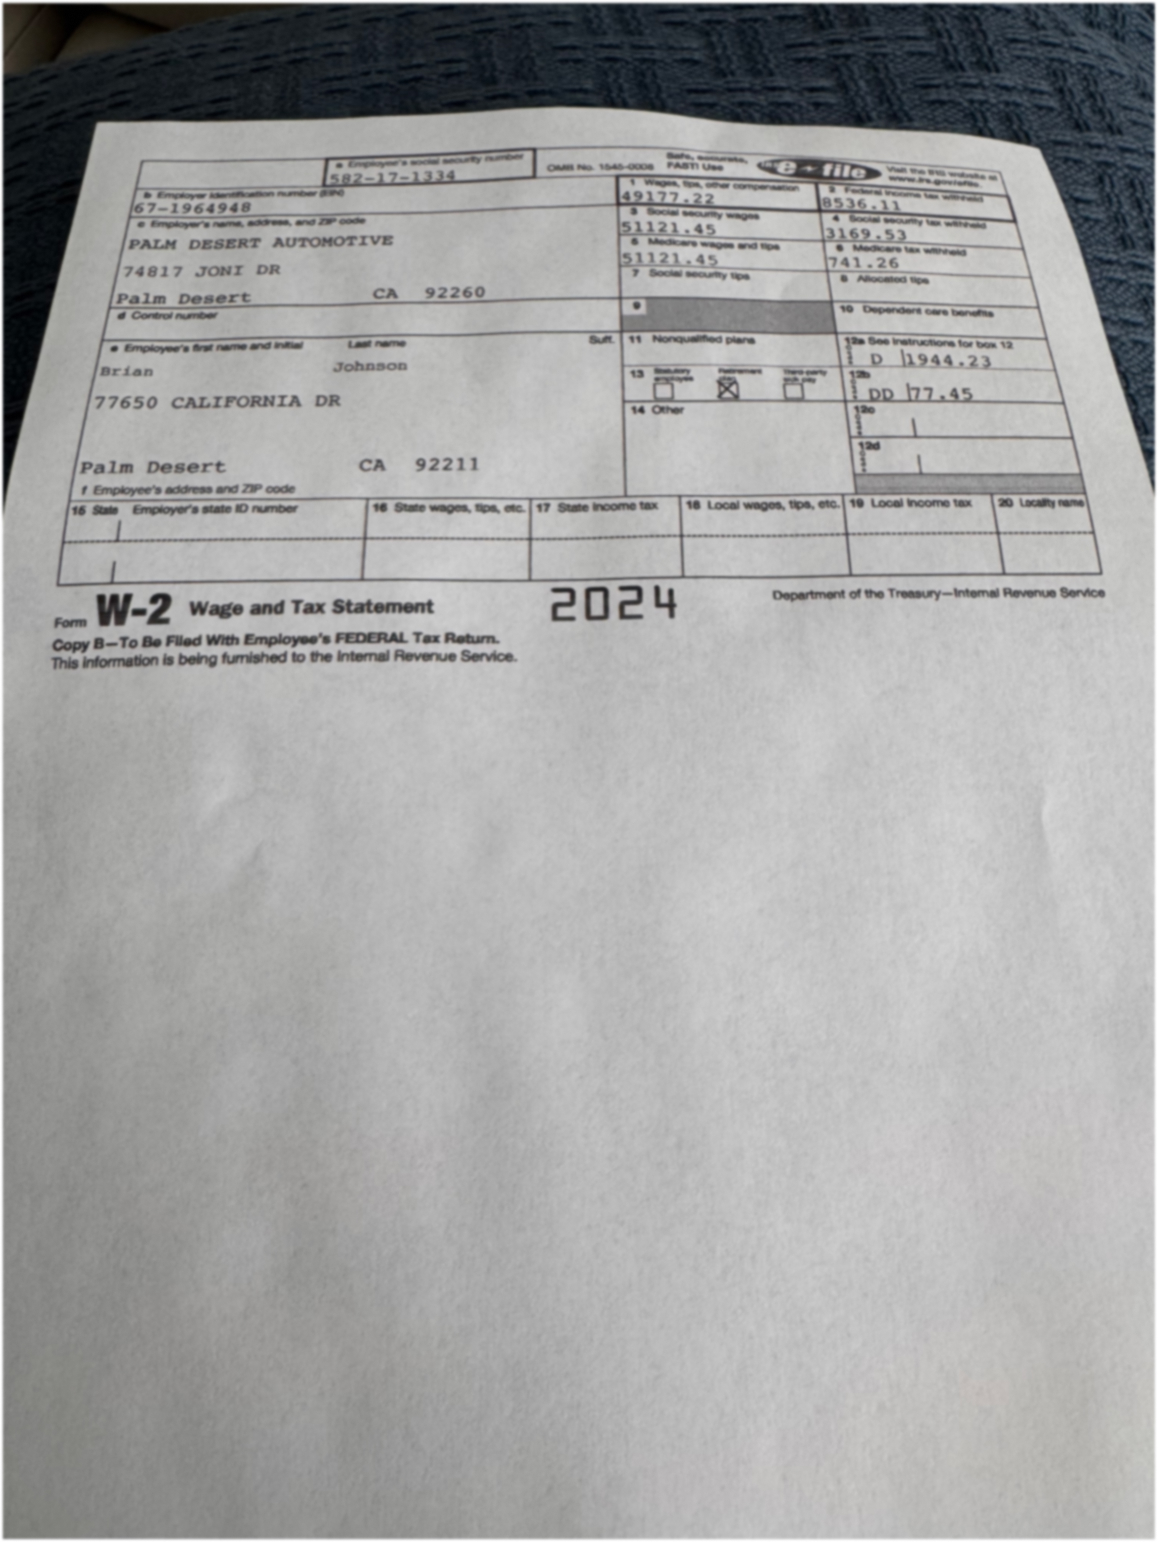 a Employee's social security number
582-17-1334
OMB No. 1545-0008
Safe, accurate,
FAST! Use
e-file
Visit the IRS website at
www.irs.gov/efile.
b Employer identification number (EIN)
67-1964948
1 Wages, tips, other compensation
49177.22
2 Federal income tax withheld
8536.11
c Employer's name, address, and ZIP code
PALM DESERT AUTOMOTIVE
74817 JONI DR
Palm Desert CA 92260
3 Social security wages
51121.45
4 Social security tax withheld
3169.53
5 Medicare wages and tips
51121.45
6 Medicare tax withheld
741.26
7 Social security tips
8 Allocated tips
d Control number
9
10 Dependent care benefits
e Employee's first name and initial Last name Suff.
Brian Johnson
77650 CALIFORNIA DR
Palm Desert CA 92211
f Employee's address and ZIP code
11 Nonqualified plans
12a See instructions for box 12
D 1944.23
13 Statutory employee Retirement plan Third-party sick pay
12b
DD 77.45
14 Other
12c
12d
15 State Employer's state ID number
16 State wages, tips, etc.
17 State income tax
18 Local wages, tips, etc.
19 Local income tax
20 Locality name
Form W-2 Wage and Tax Statement
2024
Department of the Treasury—Internal Revenue Service
Copy B—To Be Filed With Employee's FEDERAL Tax Return.
This information is being furnished to the Internal Revenue Service.